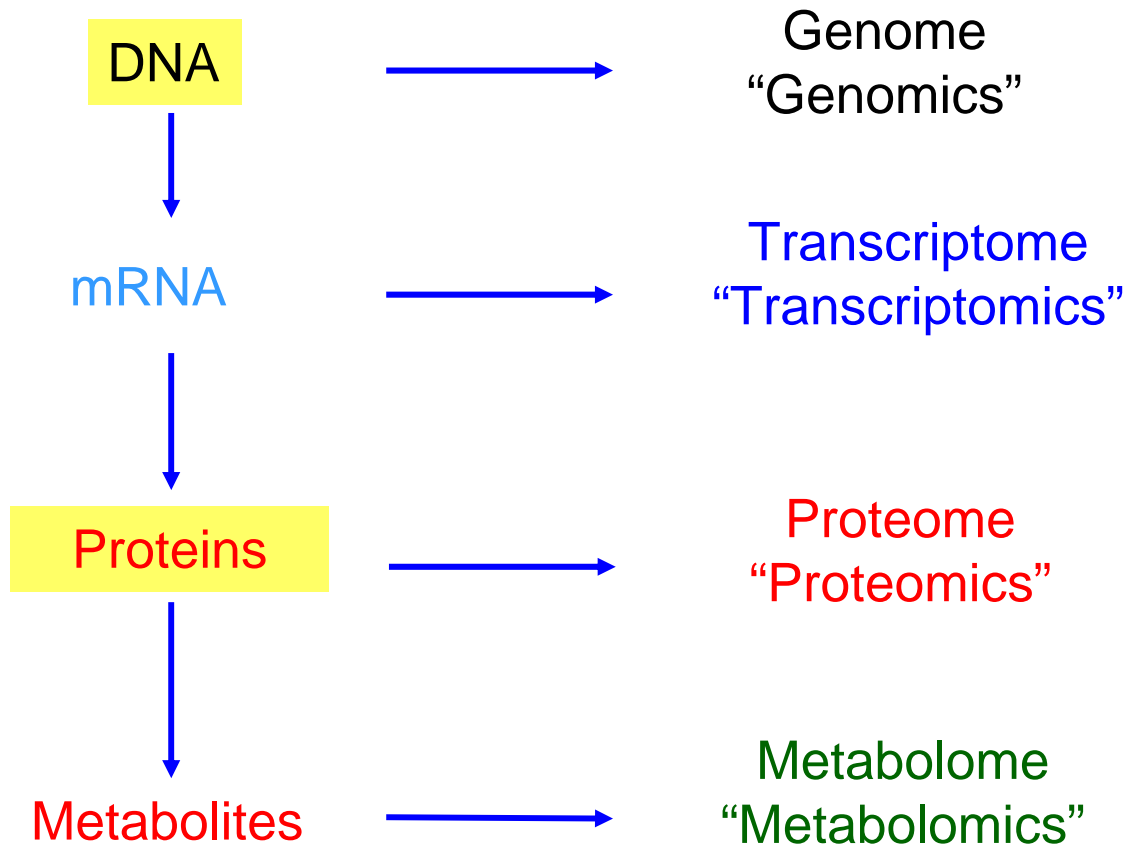 DNA
Genome
“Genomics”
mRNA
Transcriptome
“Transcriptomics”
Proteins
Proteome
“Proteomics”
Metabolites
Metabolome
“Metabolomics”